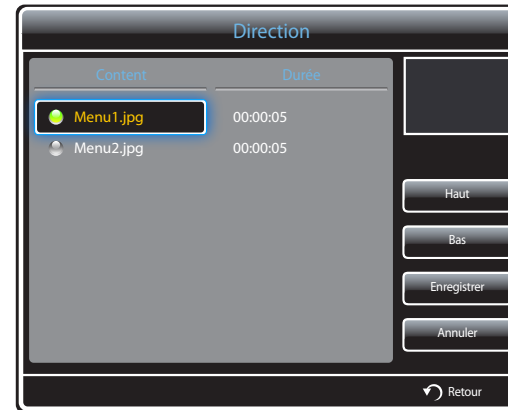 Direction
Content Durée
Menu1.jpg 00:00:05
Menu2.jpg 00:00:05
Haut
Bas
Enregistrer
Annuler
Retour